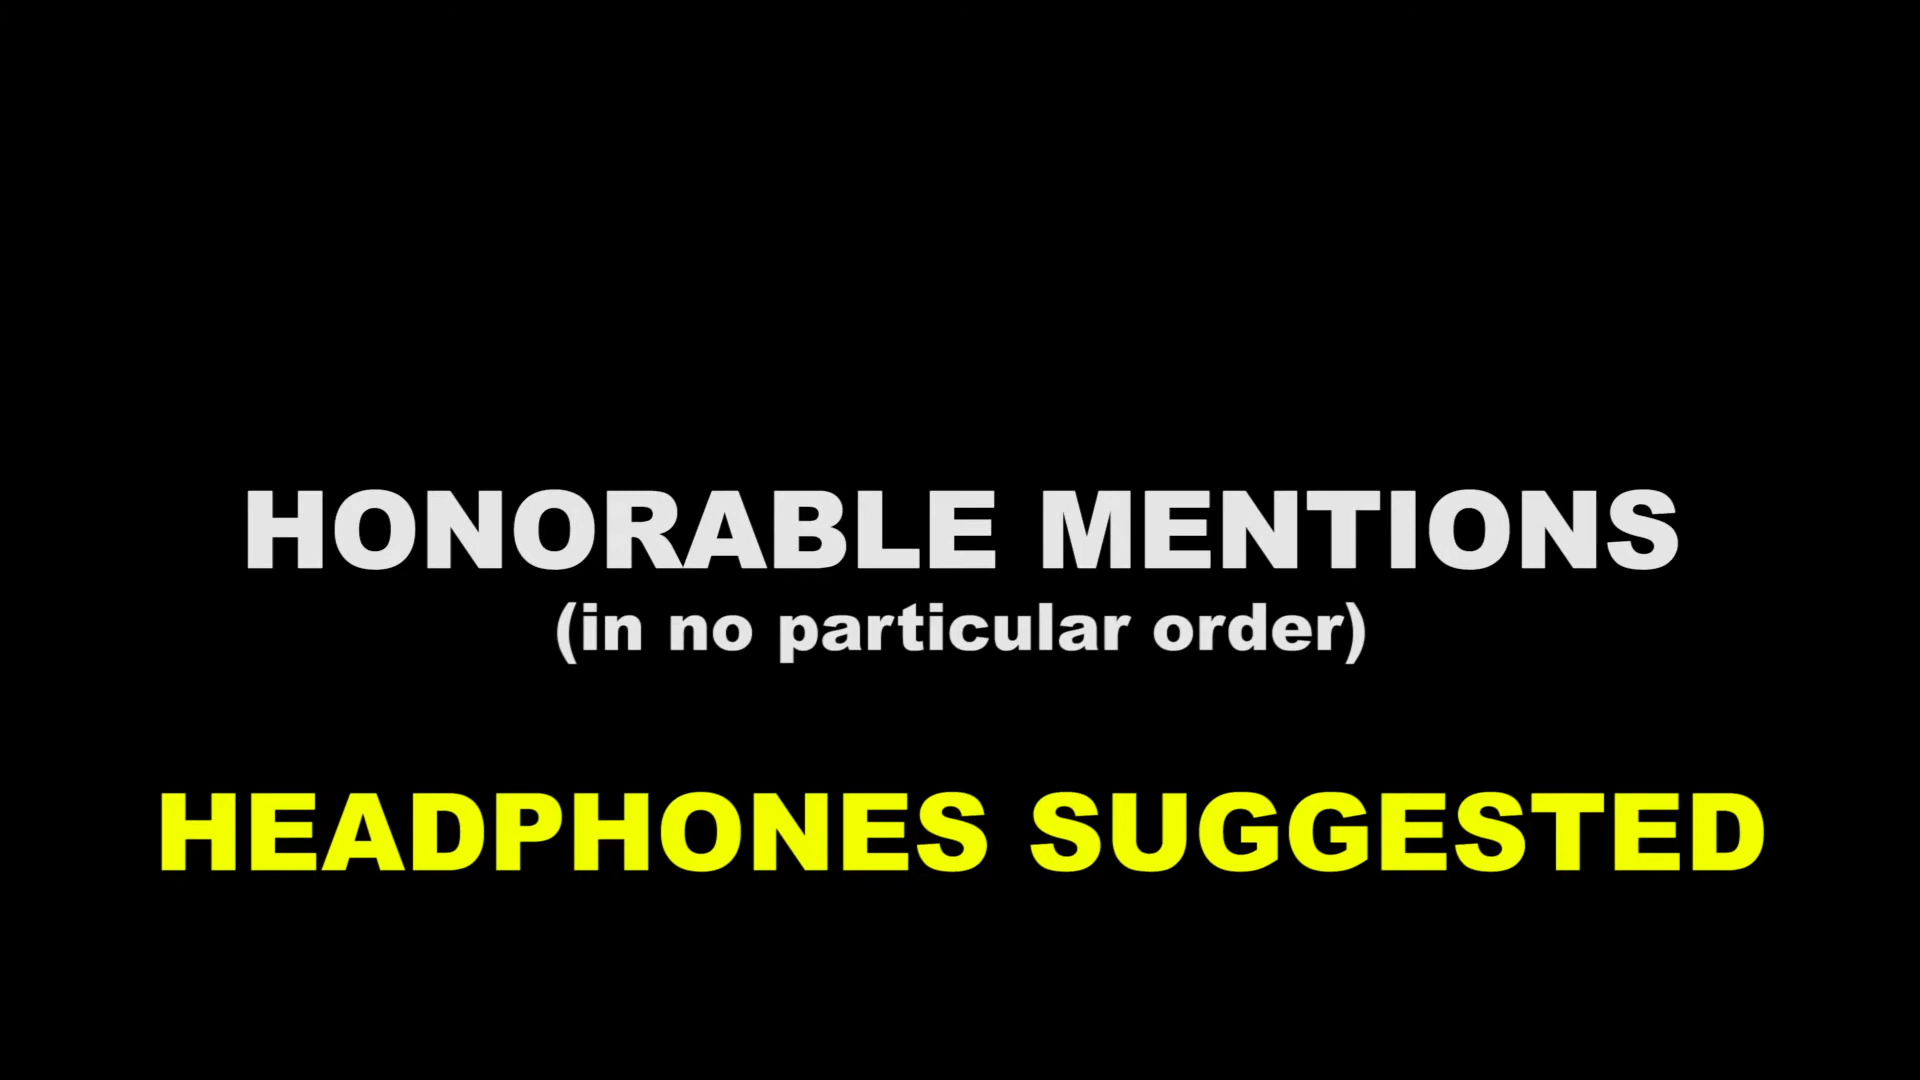 HONORABLE MENTIONS
(in no particular order)
HEADPHONES SUGGESTED